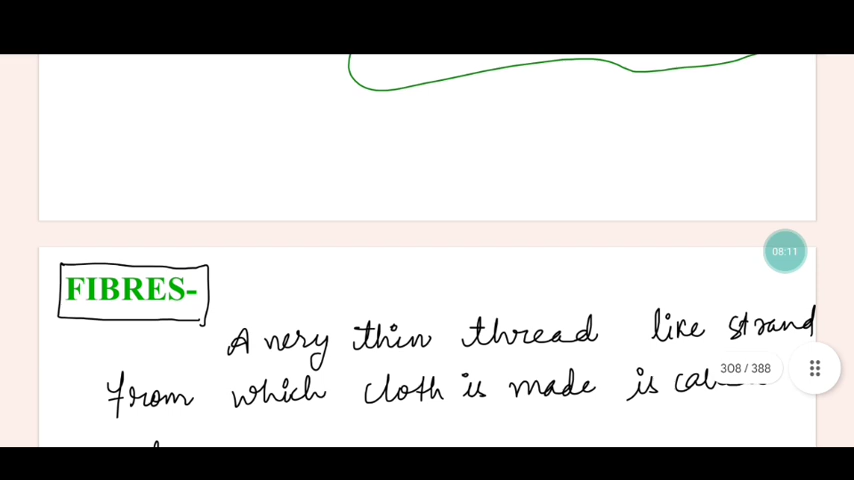 FIBRES-
08:11
A very thin thread like strand
308 / 388
from which cloth is made is